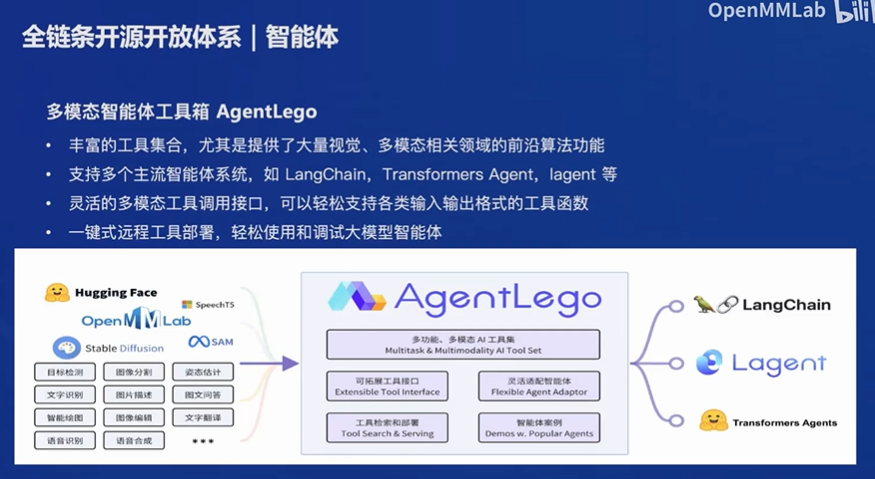 OpenMMLab bili
全链条开源开放体系 | 智能体
多模态智能体工具箱 AgentLego
• 丰富的工具集合，尤其是提供了大量视觉、多模态相关领域的前沿算法功能
• 支持多个主流智能体系统，如 LangChain，Transformers Agent，lagent 等
• 灵活的多模态工具调用接口，可以轻松支持各类输入输出格式的工具函数
• 一键式远程工具部署，轻松使用和调试大模型智能体
Hugging Face
SpeechT5
OpenMMLab
Stable Diffusion
SAM
目标检测 图像分割 姿态估计
文字识别 图片描述 图文问答
智能绘图 图像编辑 文字翻译
语音识别 语音合成 •••
AgentLego
多功能、多模态 AI 工具集
Multitask & Multimodality AI Tool Set
可拓展工具接口
Extensible Tool Interface
灵活适配智能体
Flexible Agent Adaptor
工具检索和部署
Tool Search & Serving
智能体案例
Demos w. Popular Agents
LangChain
Lagent
Transformers Agents